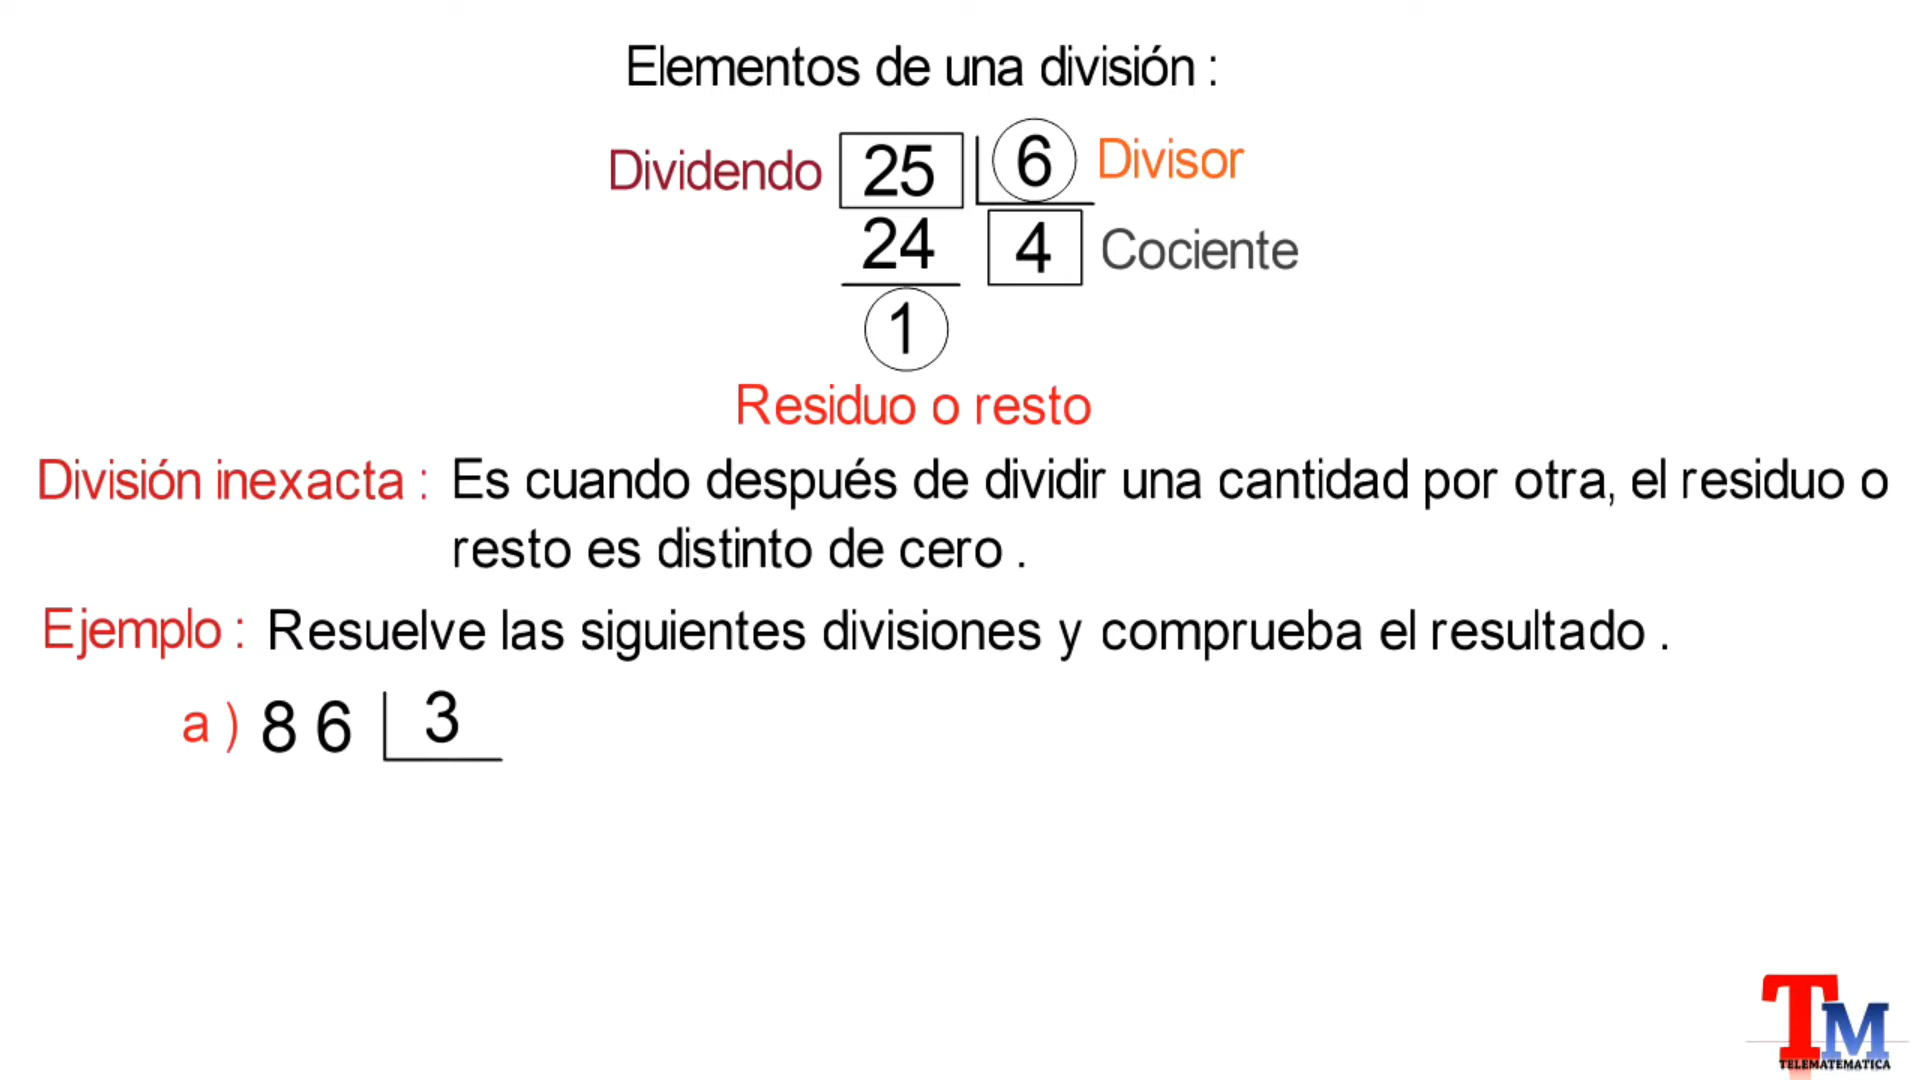 Elementos de una división :
Dividendo 25 6 Divisor
24 4 Cociente
1
Residuo o resto
División inexacta : Es cuando después de dividir una cantidad por otra, el residuo o
resto es distinto de cero .
Ejemplo : Resuelve las siguientes divisiones y comprueba el resultado .
a ) 8 6 3
TM
TELEMATEMATICA